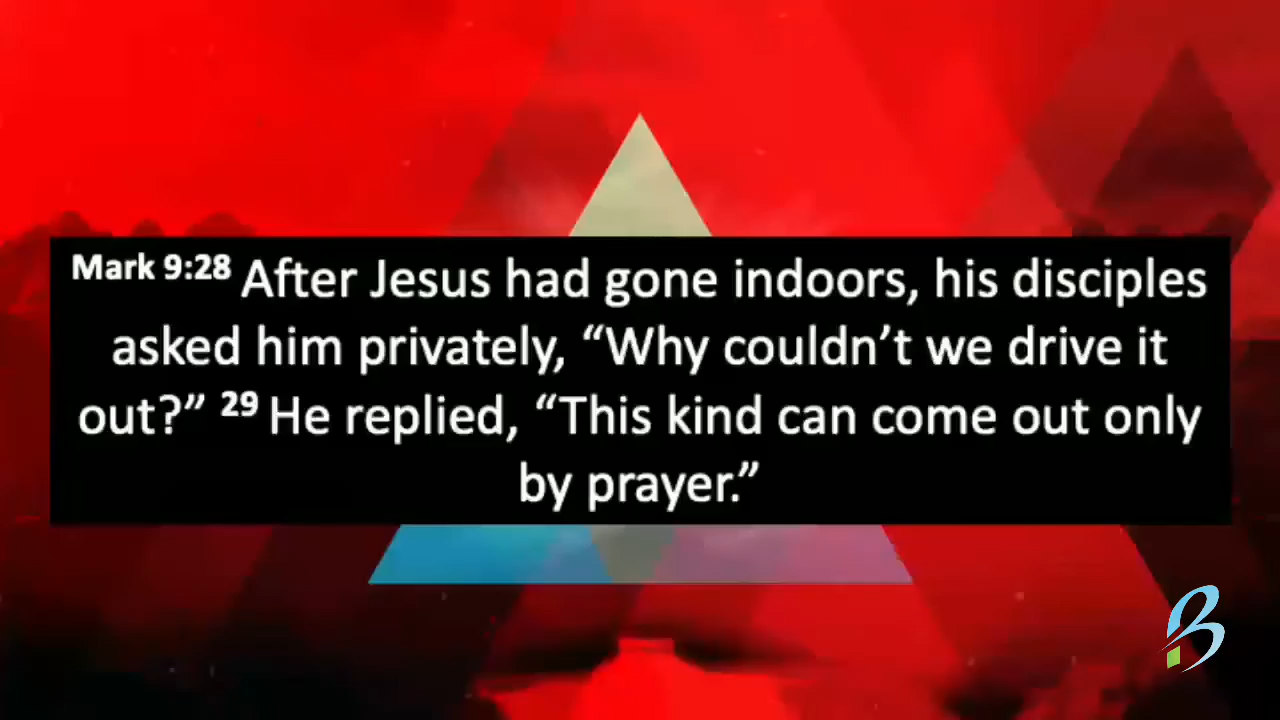 Mark 9:28 After Jesus had gone indoors, his disciples
asked him privately, “Why couldn’t we drive it
out?” 29 He replied, “This kind can come out only
by prayer.”
B